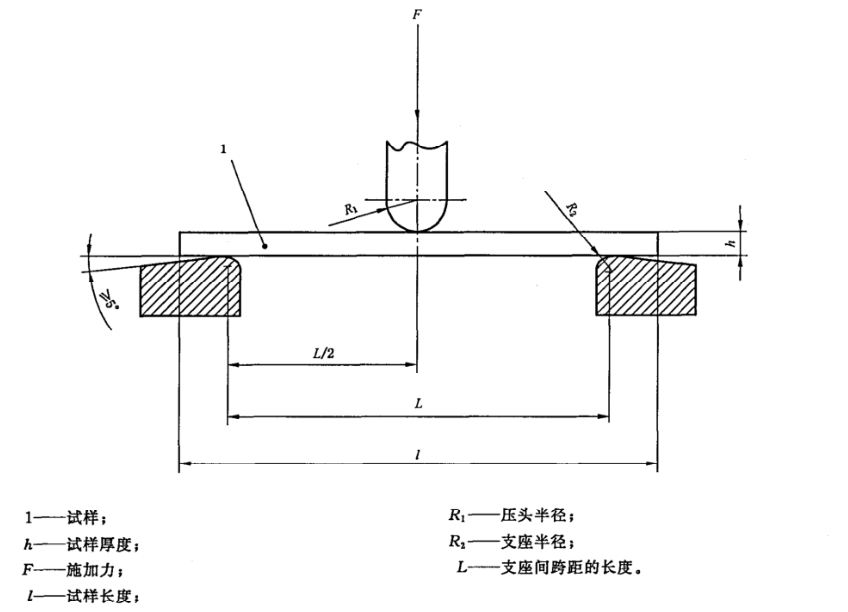 F
1
R₁
R₂
h
≥5°
L/2
L
l
1——试样；
h——试样厚度；
F——施加力；
l——试样长度；
R₁——压头半径；
R₂——支座半径；
L——支座间跨距的长度。